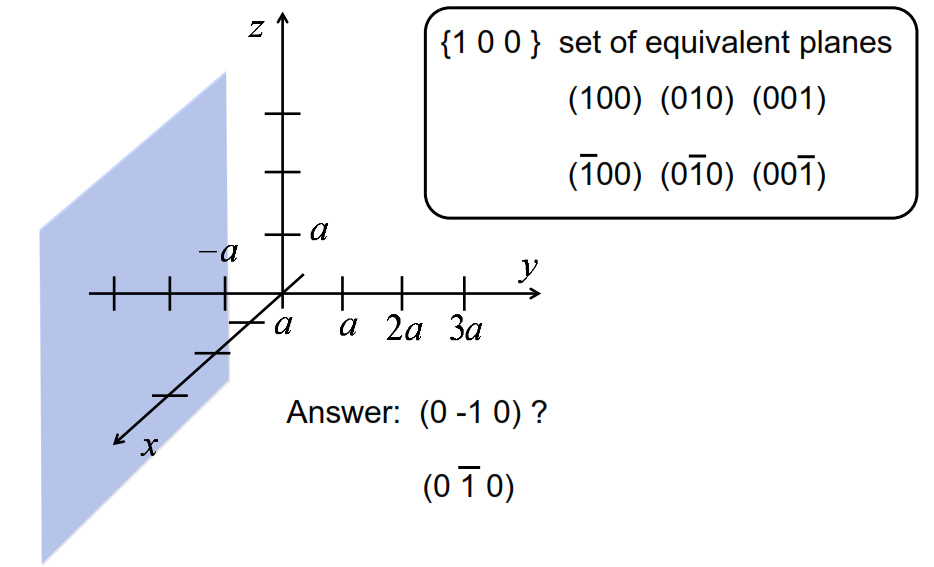 z
{1 0 0 } set of equivalent planes
(100) (010) (001)
(1̅00) (01̅0) (001̅)
a
−a
y
a a 2a 3a
x
Answer: (0 -1 0) ?
(0 1̅ 0)